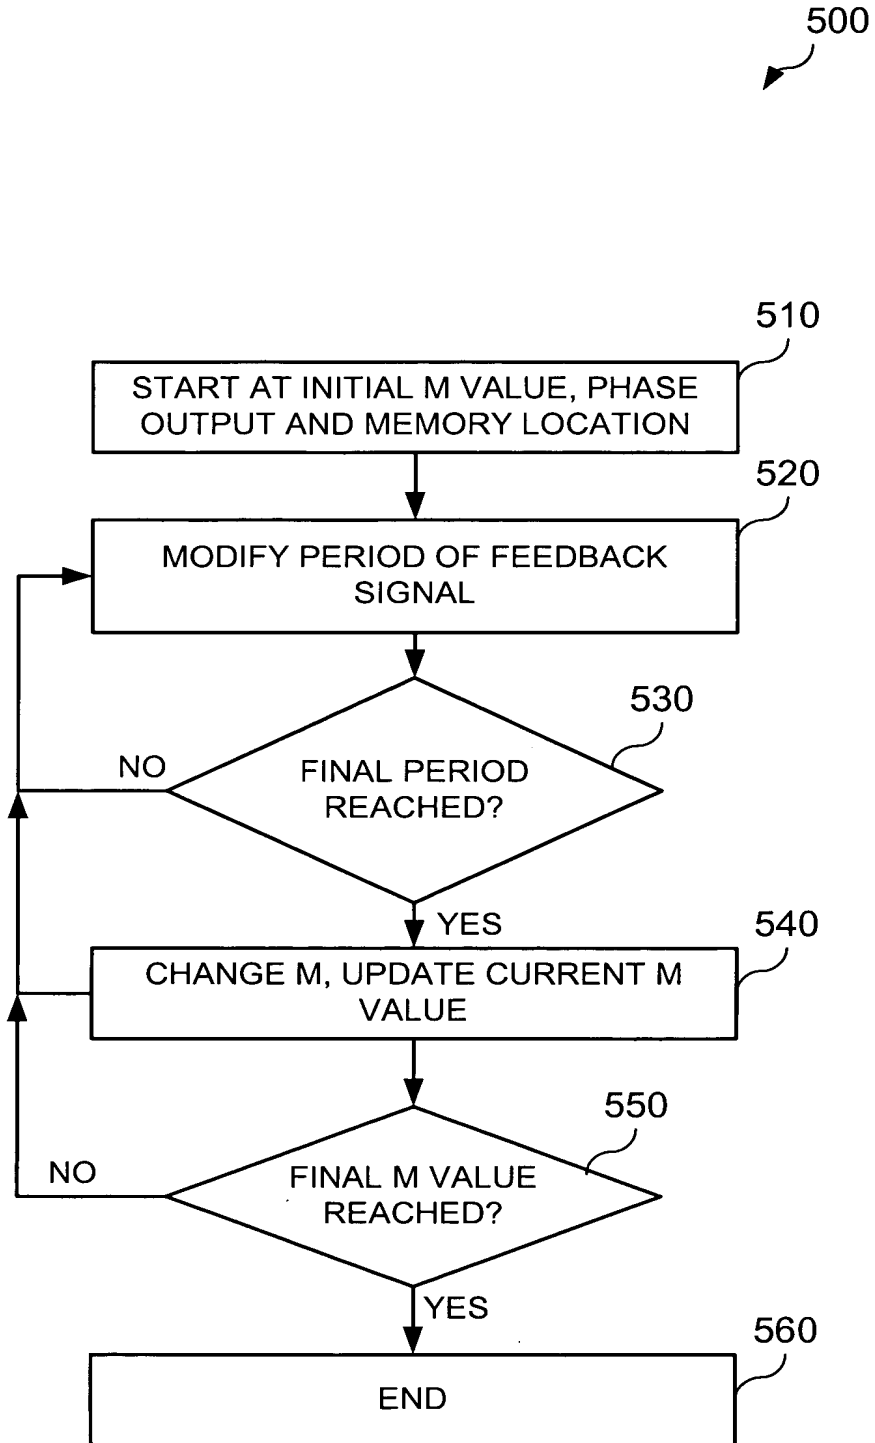 500
510
START AT INITIAL M VALUE, PHASE
OUTPUT AND MEMORY LOCATION
520
MODIFY PERIOD OF FEEDBACK
SIGNAL
530
NO
FINAL PERIOD
REACHED?
YES
540
CHANGE M, UPDATE CURRENT M
VALUE
550
NO
FINAL M VALUE
REACHED?
YES
560
END